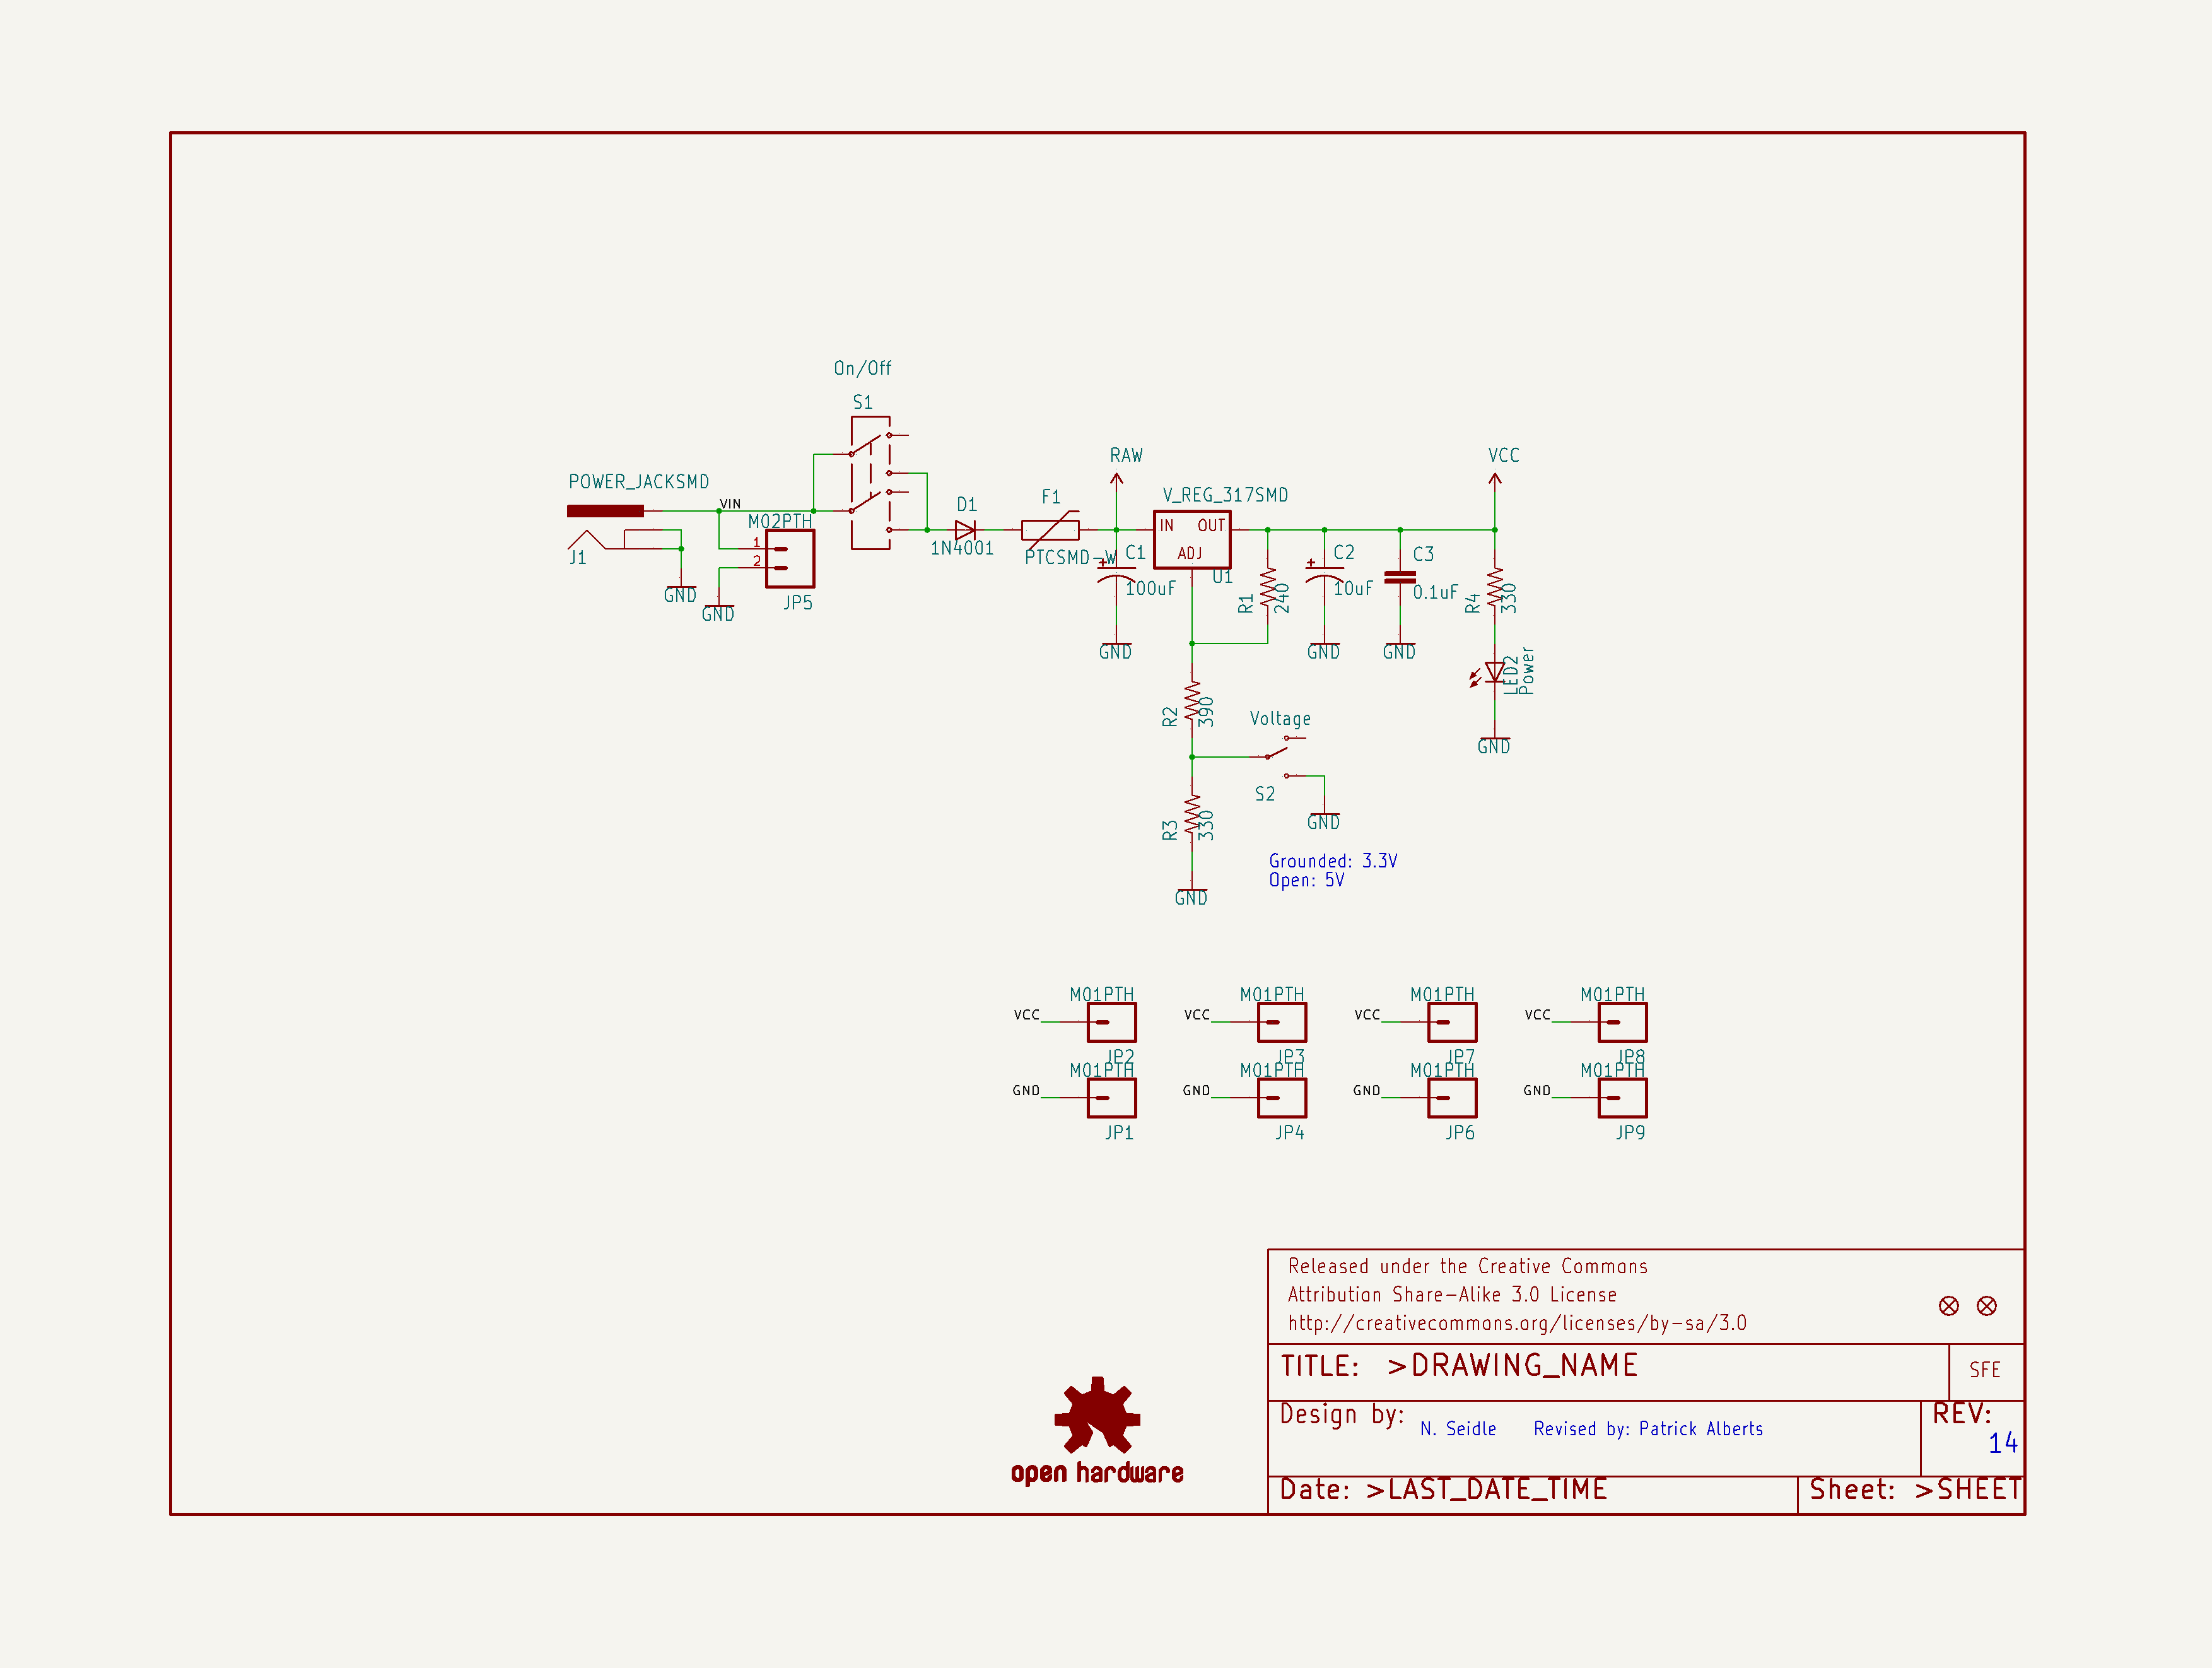 On/Off
S1
RAW
VCC
POWER_JACKSMD
VIN
M02PTH
1
2
J1
JP5
GND
GND
D1
1N4001
F1
PTCSMD-W
V_REG_317SMD
IN OUT
ADJ
U1
C1
100uF
GND
R1
240
C2
10uF
GND
C3
0.1uF
GND
R4
330
LED2
Power
GND
R2
390
Voltage
S2
GND
R3
330
GND
Grounded: 3.3V
Open: 5V
M01PTH M01PTH M01PTH M01PTH
VCC VCC VCC VCC
JP2 JP3 JP7 JP8
M01PTH M01PTH M01PTH M01PTH
GND GND GND GND
JP1 JP4 JP6 JP9
Released under the Creative Commons
Attribution Share-Alike 3.0 License
http://creativecommons.org/licenses/by-sa/3.0
TITLE: >DRAWING_NAME
SFE
Design by: N. Seidle Revised by: Patrick Alberts
REV:
14
Date: >LAST_DATE_TIME
Sheet: >SHEET
open hardware